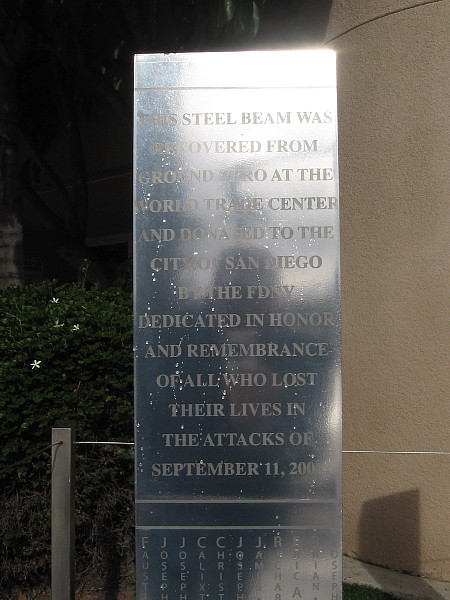 THIS STEEL BEAM WAS
RECOVERED FROM
GROUND ZERO AT THE
WORLD TRADE CENTER
AND DONATED TO THE
CITY OF SAN DIEGO
BY THE FDNY
DEDICATED IN HONOR
AND REMEMBRANCE
OF ALL WHO LOST
THEIR LIVES IN
THE ATTACKS OF
SEPTEMBER 11, 2001